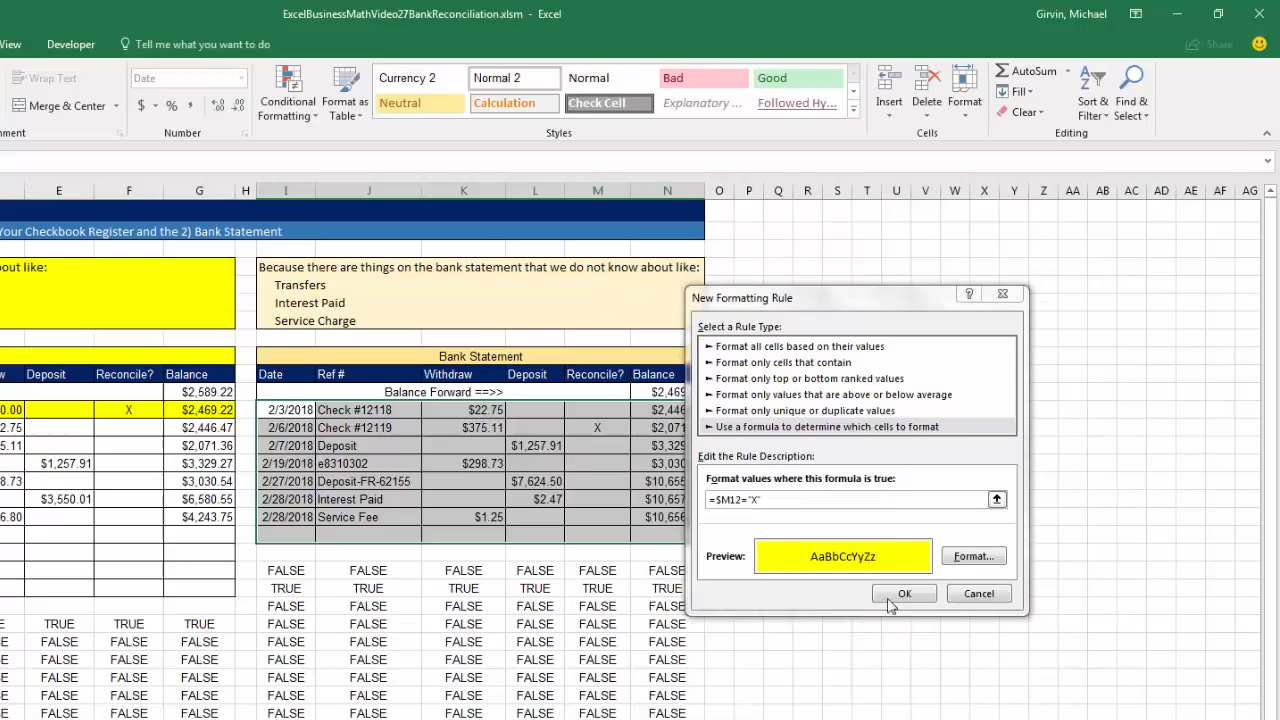 ExcelBusinessMathVideo27BankReconciliation.xlsm - Excel
Girvin, Michael
View Developer Tell me what you want to do Share
Wrap Text
Merge & Center
Date
$ % ,
Number
Conditional Formatting
Format as Table
Currency 2 Normal 2 Normal Bad Good
Neutral Calculation Check Cell Explanatory ... Followed Hy...
Styles
Insert Delete Format
Cells
AutoSum
Fill
Clear
Sort & Filter
Find & Select
Editing
E F G H I J K L M N O P Q R S T U V W X Y Z AA AB AC AD AE AF AG
Your Checkbook Register and the 2) Bank Statement
out like:
Because there are things on the bank statement that we do not know about like:
Transfers
Interest Paid
Service Charge
Bank Statement
w Deposit Reconcile? Balance Date Ref # Withdraw Deposit Reconcile? Balance
$2,589.22 Balance Forward ==>> $2,469
0.00 X $2,469.22 2/3/2018 Check #12118 $22.75 $2,446
2.75 $2,446.47 2/6/2018 Check #12119 $375.11 X $2,071
5.11 $2,071.36 2/7/2018 Deposit $1,257.91 $3,329
$1,257.91 $3,329.27 2/19/2018 e8310302 $298.73 $3,030
8.73 $3,030.54 2/27/2018 Deposit-FR-62155 $7,624.50 $10,655
$3,550.01 $6,580.55 2/28/2018 Interest Paid $2.47 $10,657
6.80 $4,243.75 2/28/2018 Service Fee $1.25 $10,656
FALSE FALSE FALSE FALSE FALSE FALSE
TRUE TRUE TRUE TRUE TRUE TRUE
FALSE FALSE FALSE FALSE FALSE FALSE
TRUE TRUE TRUE FALSE FALSE FALSE FALSE FALSE FALSE
FALSE FALSE FALSE FALSE FALSE FALSE FALSE FALSE FALSE
FALSE FALSE FALSE FALSE FALSE FALSE FALSE FALSE FALSE
FALSE FALSE FALSE FALSE FALSE FALSE FALSE FALSE FALSE
FALSE FALSE FALSE FALSE FALSE FALSE FALSE FALSE FALSE
FALSE FALSE FALSE FALSE FALSE FALSE FALSE FALSE FALSE
New Formatting Rule
Select a Rule Type:
► Format all cells based on their values
► Format only cells that contain
► Format only top or bottom ranked values
► Format only values that are above or below average
► Format only unique or duplicate values
► Use a formula to determine which cells to format
Edit the Rule Description:
Format values where this formula is true:
=$M12="X"
Preview: AaBbCcYyZz Format...
OK Cancel